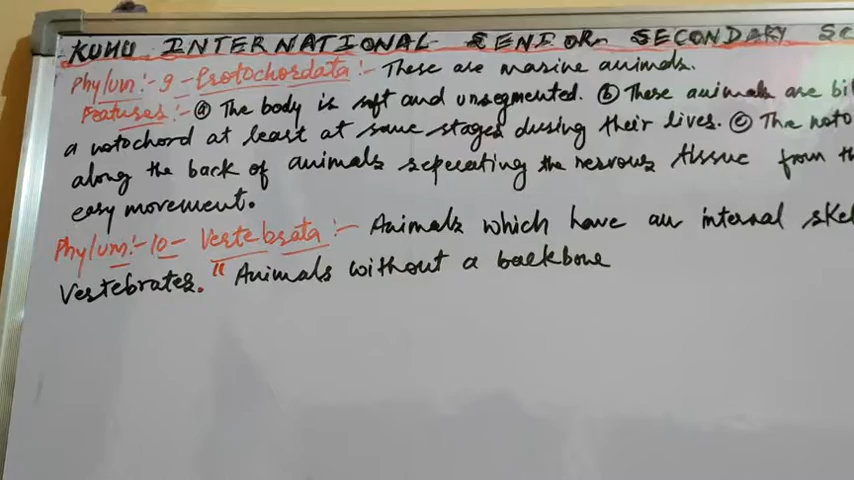 KUHU INTERNATIONAL SENIOR SECONDARY SC
Phylum:- 9 - Protochordata :- These are marine animals.
Features:- (a) The body is soft and unsegmented. (b) These animals are bil
a notochord at least at some stages during their lives. (c) The noto
along the back of animals seperating the nervous tissue from th
easy movement.
Phylum:- 10 - Vertebrata :- Animals which have an internal skel
Vertebrates. " Animals without a backbone